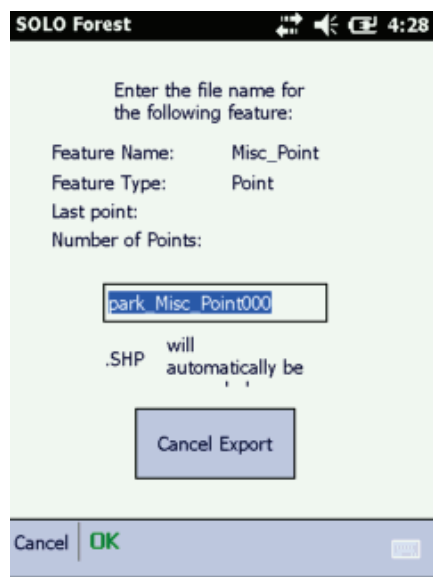 SOLO Forest 4:28
Enter the file name for
the following feature:
Feature Name: Misc_Point
Feature Type: Point
Last point:
Number of Points:
park_Misc_Point000
.SHP will
automatically be
Cancel Export
Cancel OK